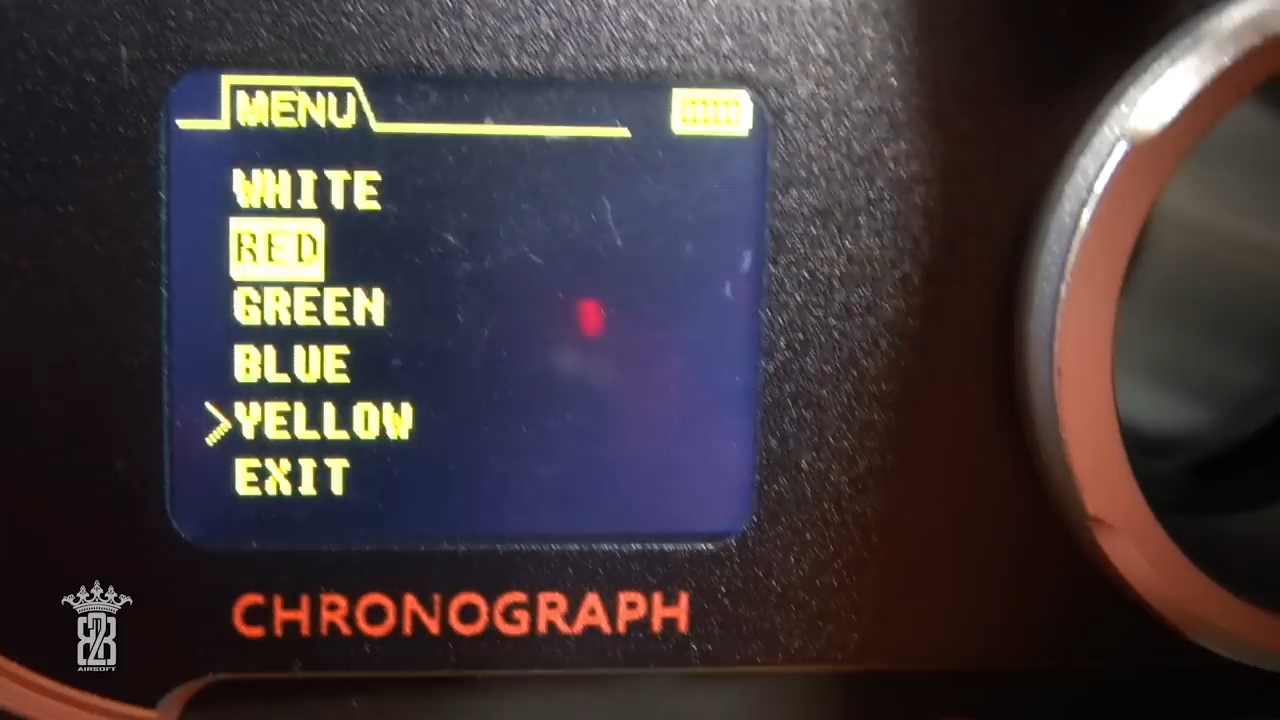 MENU
WHITE
RED
GREEN
BLUE
>YELLOW
EXIT
CHRONOGRAPH
AIRSOFT